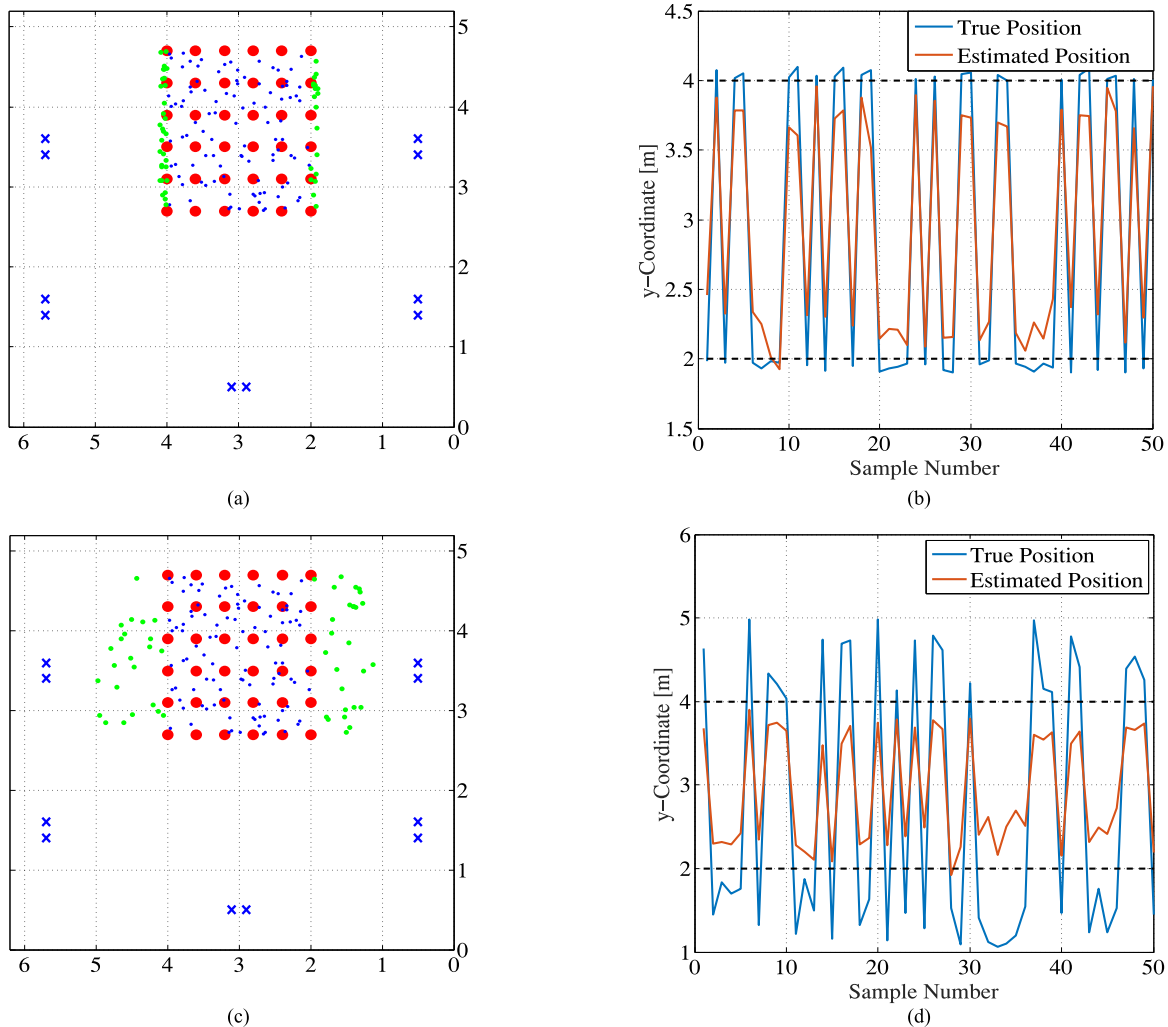 5
4
3
2
1
0
6 5 4 3 2 1 0
(a)
4.5
4
3.5
3
2.5
2
1.5
y−Coordinate [m]
True Position
Estimated Position
0 10 20 30 40 50
Sample Number
(b)
5
4
3
2
1
0
6 5 4 3 2 1 0
(c)
6
5
4
3
2
1
y−Coordinate [m]
True Position
Estimated Position
0 10 20 30 40 50
Sample Number
(d)